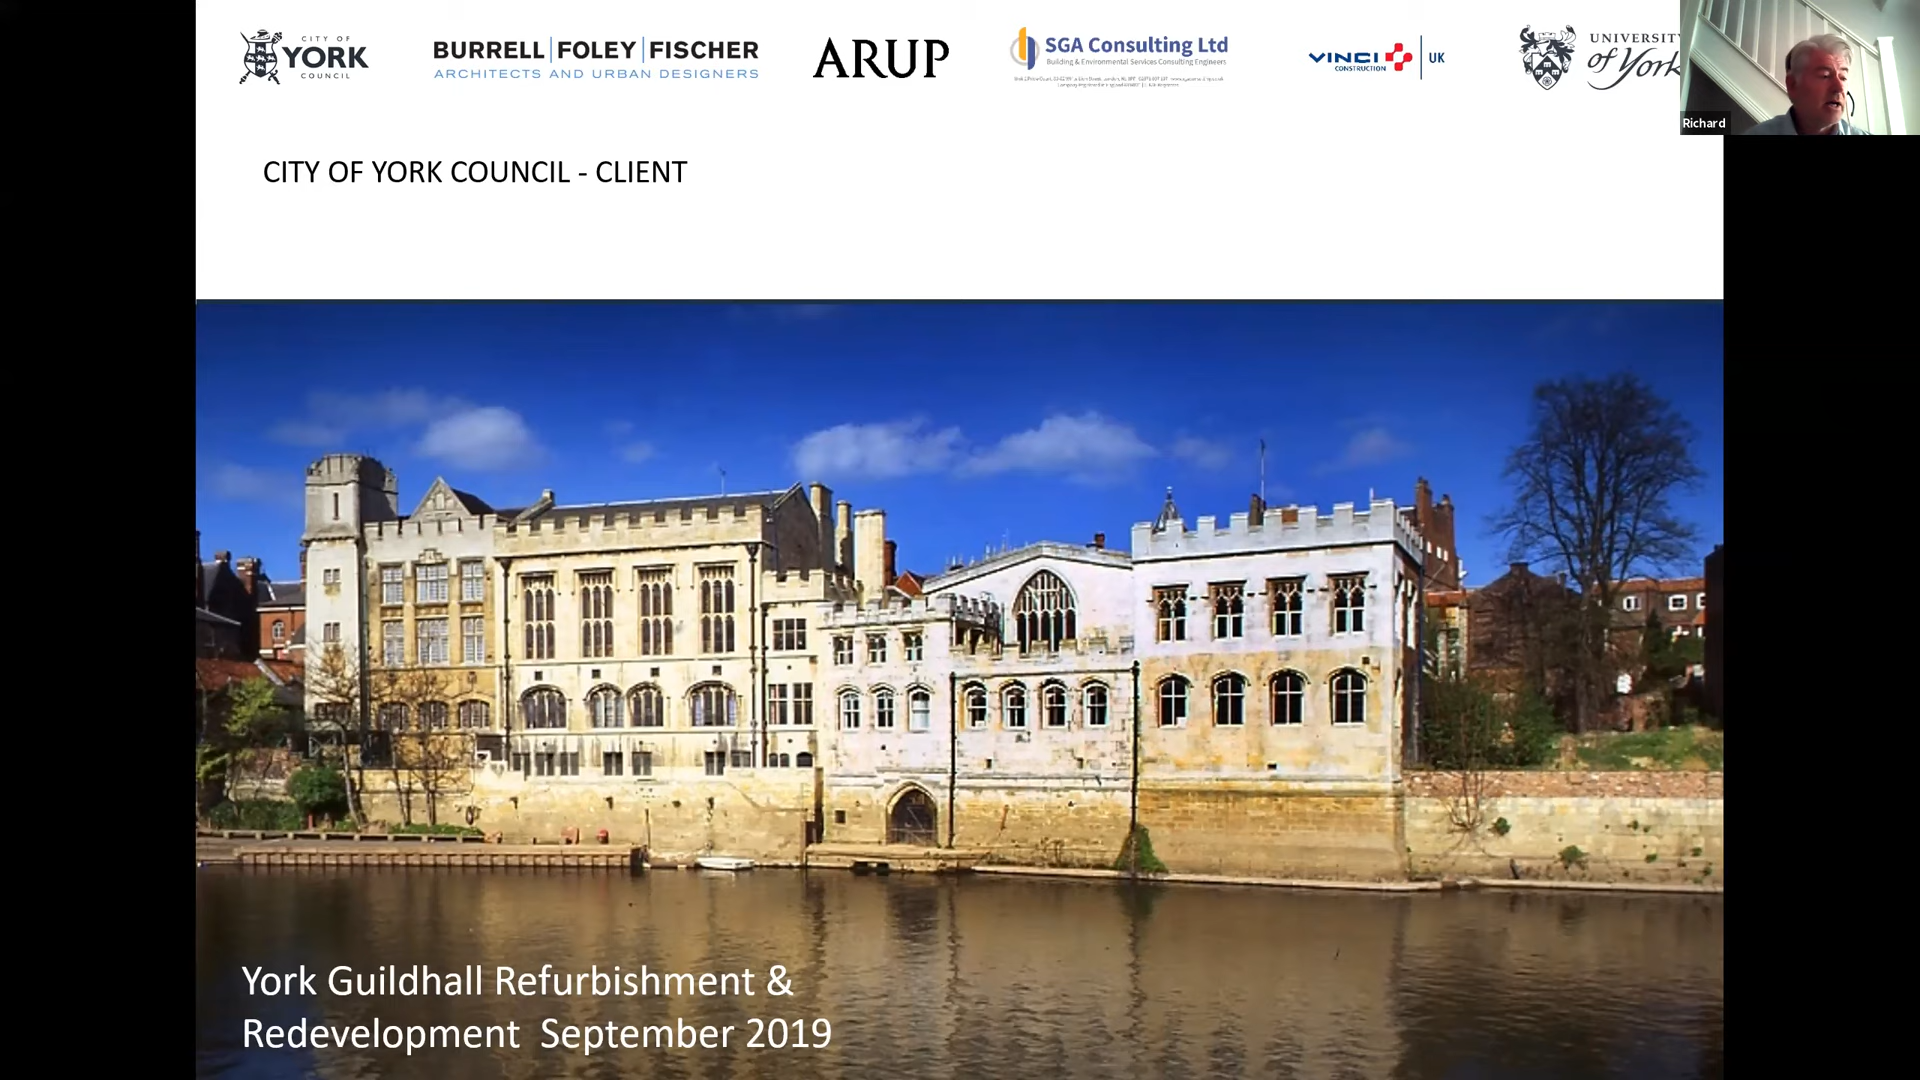 CITY OF
YORK
COUNCIL
BURRELL|FOLEY|FISCHER
ARCHITECTS AND URBAN DESIGNERS
ARUP
SGA Consulting Ltd
Building & Environmental Services Consulting Engineers
VINCI
CONSTRUCTION
UK
UNIVERSITY
of York
Richard
CITY OF YORK COUNCIL - CLIENT
York Guildhall Refurbishment &
Redevelopment September 2019